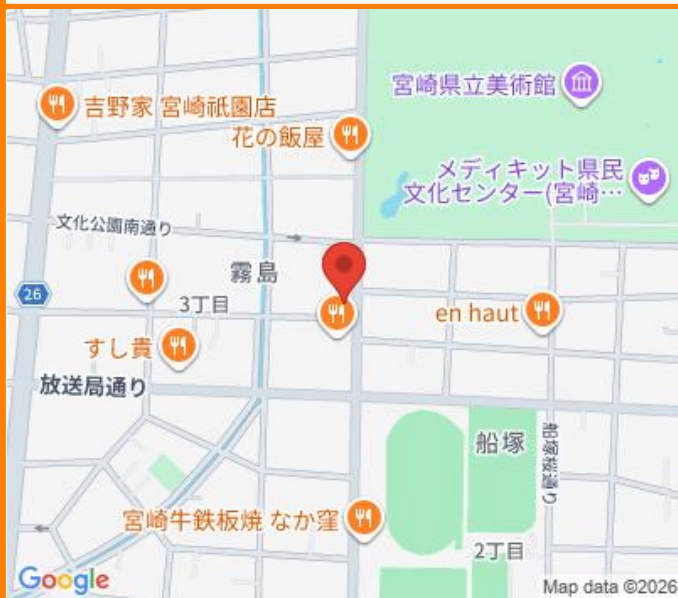 宮崎県立美術館
吉野家 宮崎祇園店
花の飯屋
メディキット県民
文化センター(宮崎…
文化公園南通り
霧島
26
3丁目
en haut
すし貴
放送局通り
船塚
船塚桜通り
宮崎牛鉄板焼 なか窪
2丁目
Google
Map data ©2026